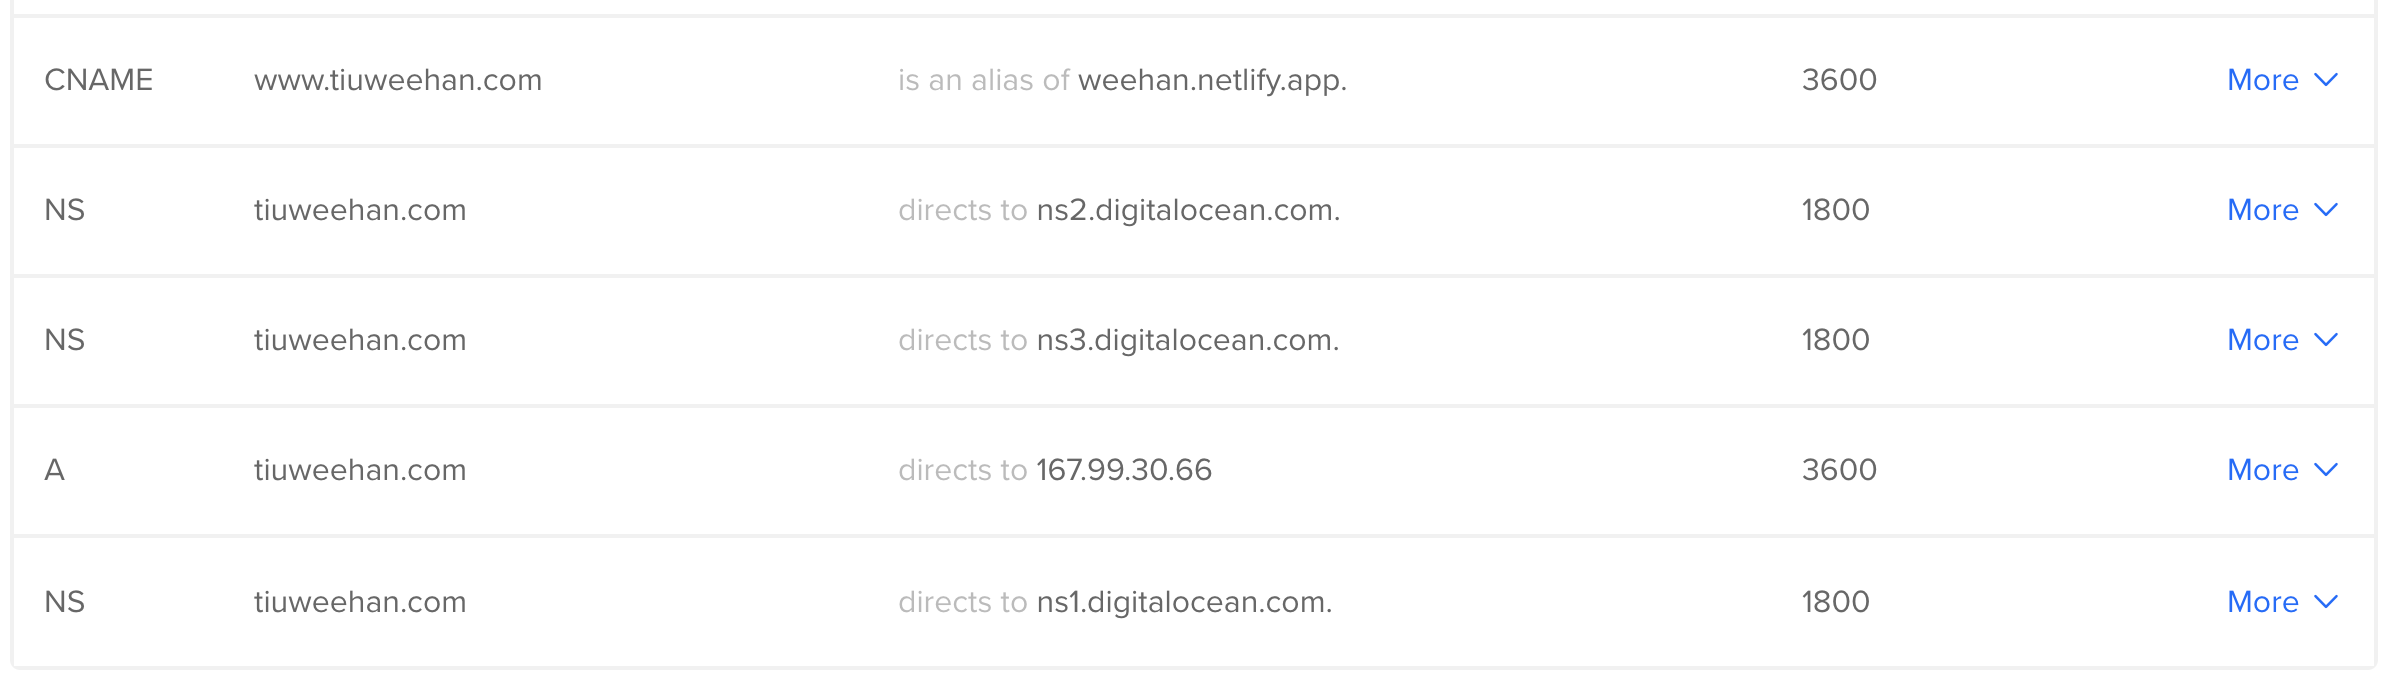 CNAME www.tiuweehan.com is an alias of weehan.netlify.app. 3600 More
NS tiuweehan.com directs to ns2.digitalocean.com. 1800 More
NS tiuweehan.com directs to ns3.digitalocean.com. 1800 More
A tiuweehan.com directs to 167.99.30.66 3600 More
NS tiuweehan.com directs to ns1.digitalocean.com. 1800 More